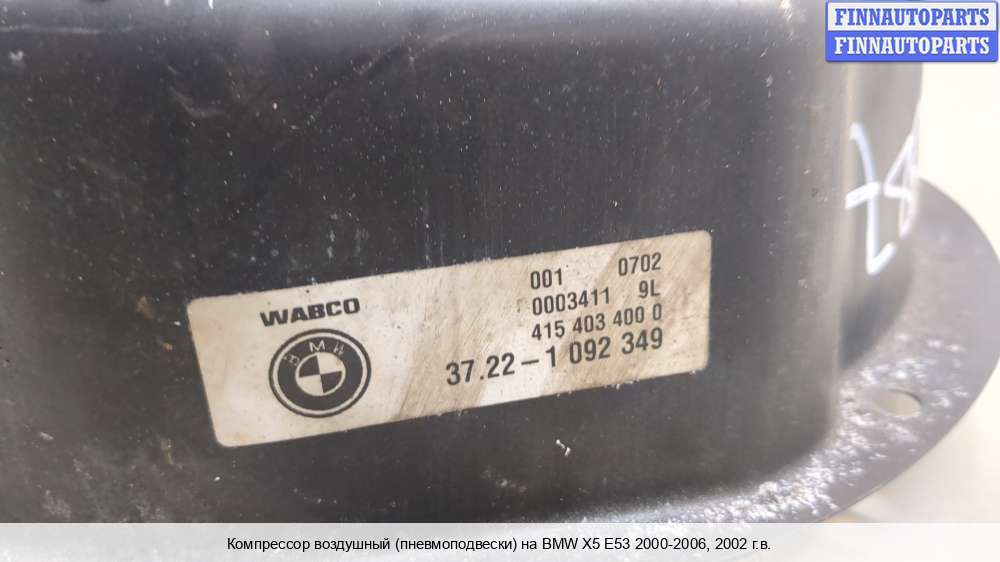 FINNAUTOPARTS
FINNAUTOPARTS
WABCO
BMW
001 0702
0003411 9L
415 403 400 0
37.22-1 092 349
Компрессор воздушный (пневмоподвески) на BMW X5 E53 2000-2006, 2002 г.в.